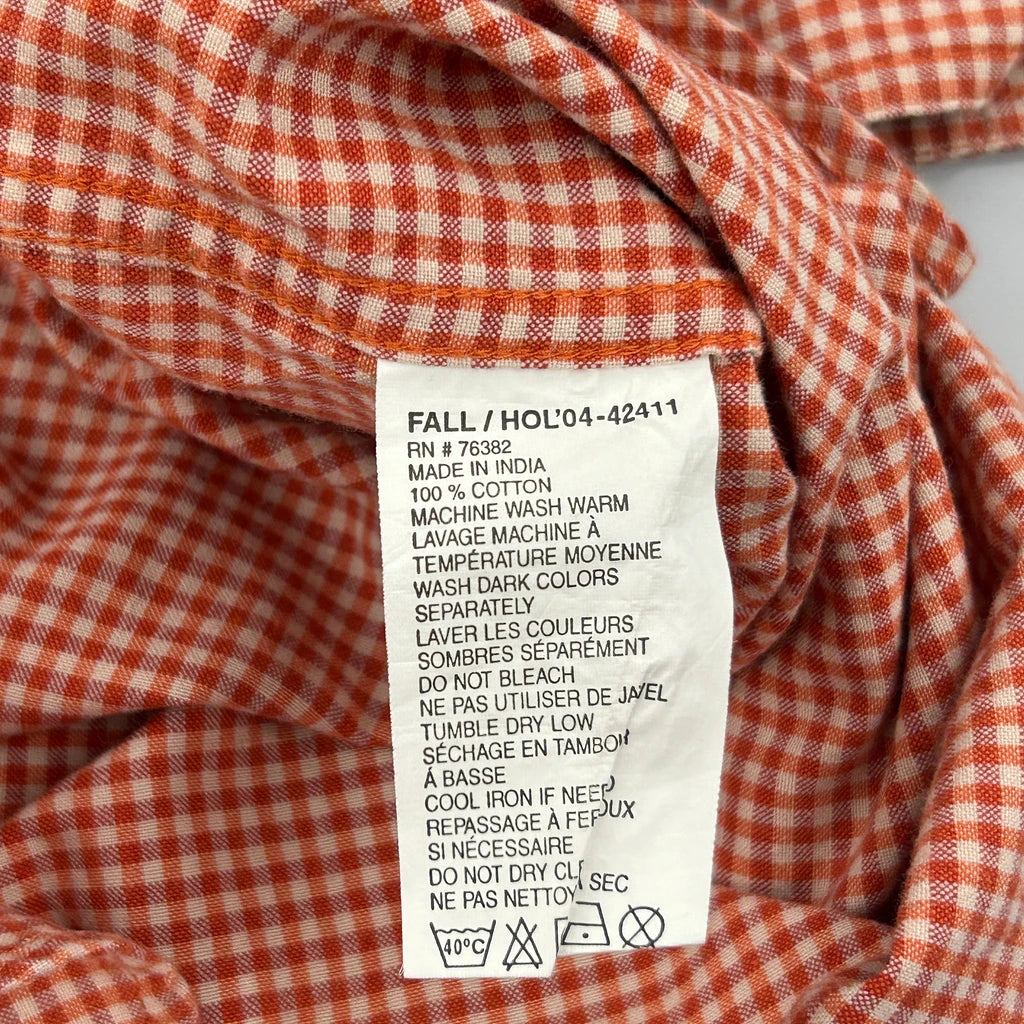 FALL / HOL'04-42411
RN # 76382
MADE IN INDIA
100 % COTTON
MACHINE WASH WARM
LAVAGE MACHINE À
TEMPÉRATURE MOYENNE
WASH DARK COLORS
SEPARATELY
LAVER LES COULEURS
SOMBRES SÉPARÉMENT
DO NOT BLEACH
NE PAS UTILISER DE JAVEL
TUMBLE DRY LOW
SÉCHAGE EN
Á BASSE
COOL IRON IF NEED
REPASSAGE À FER DOUX
SI NÉCESSAIRE
DO NOT DRY
NE PAS SEC
40°C